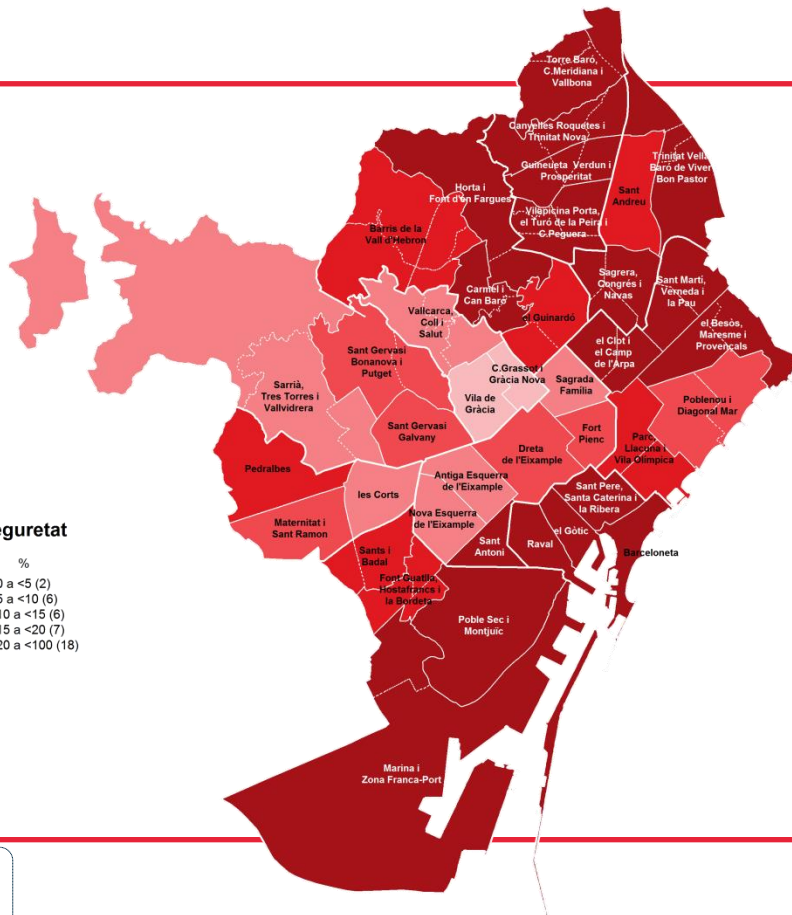 Torre Baró,
C.Meridiana i
Vallbona
Canyelles Roquetes i
Trinitat Nova
Guineueta Verdun i
Prosperitat
Trinitat Vella
Baró de Viver
Bon Pastor
Sant
Andreu
Horta i
Font d'en Fargues
Vilapicina Porta,
el Turó de la Peira i
C.Peguera
Barris de la
Vall d'Hebron
Carmel i
Can Baró
Sagrera,
Congrés i
Navas
Sant Martí,
Verneda i
la Pau
Vallcarca,
Coll i
Salut
el Guinardó
el Besòs,
Maresme i
Provençals
el Clot i
el Camp
de l'Arpa
Sant Gervasi
Bonanova i
Putget
C.Grassot i
Gràcia Nova
Sagrada
Família
Sarrià,
Tres Torres i
Vallvidrera
Vila de
Gràcia
Poblenou i
Diagonal Mar
Sant Gervasi
Galvany
Fort
Pienc
Parc,
Llacuna i
Vila Olímpica
Dreta
de l'Eixample
Pedralbes
les Corts
Antiga Esquerra
de l'Eixample
Sant Pere,
Santa Caterina i
la Ribera
Nova Esquerra
de l'Eixample
Maternitat i
Sant Ramon
el Gòtic
Raval
Sant
Antoni
Barceloneta
Sants i
Badal
Font Guatlla,
Hostafrancs i
la Bordeta
Poble Sec i
Montjuïc
Marina i
Zona Franca-Port
eguretat
%
0 a <5 (2)
5 a <10 (6)
10 a <15 (6)
15 a <20 (7)
20 a <100 (18)